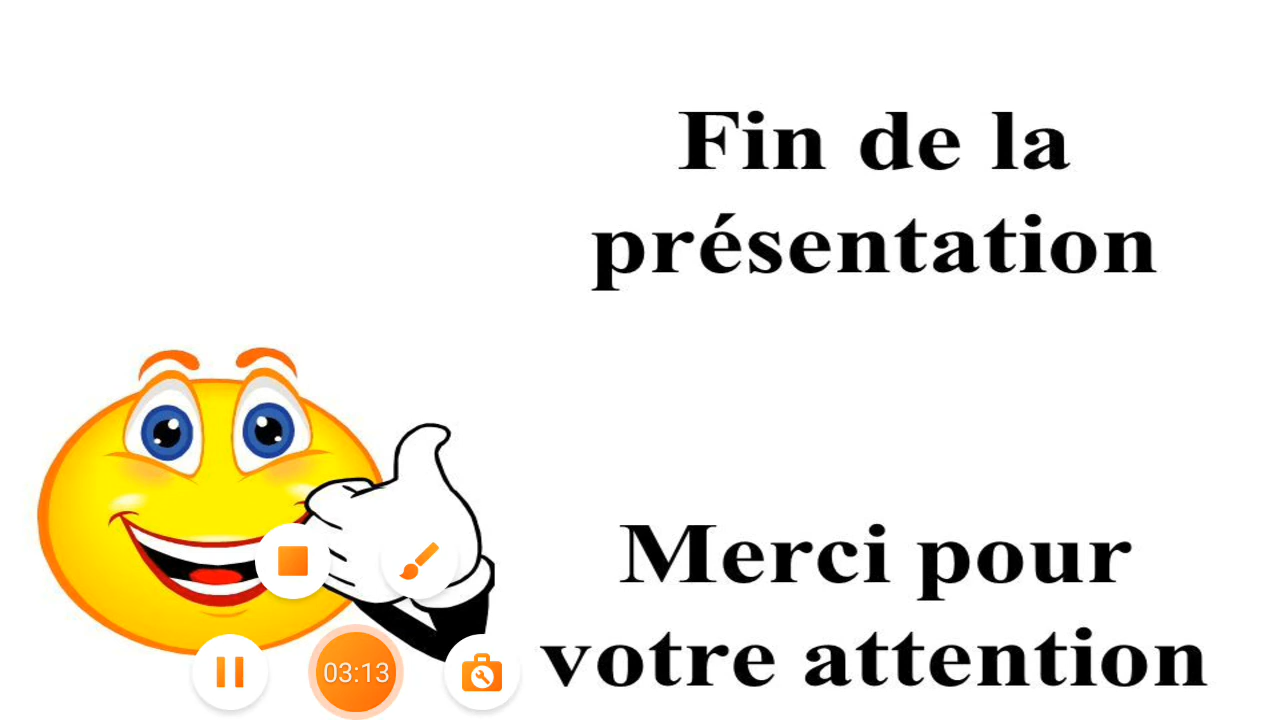 Fin de la
présentation
Merci pour
votre attention
03:13